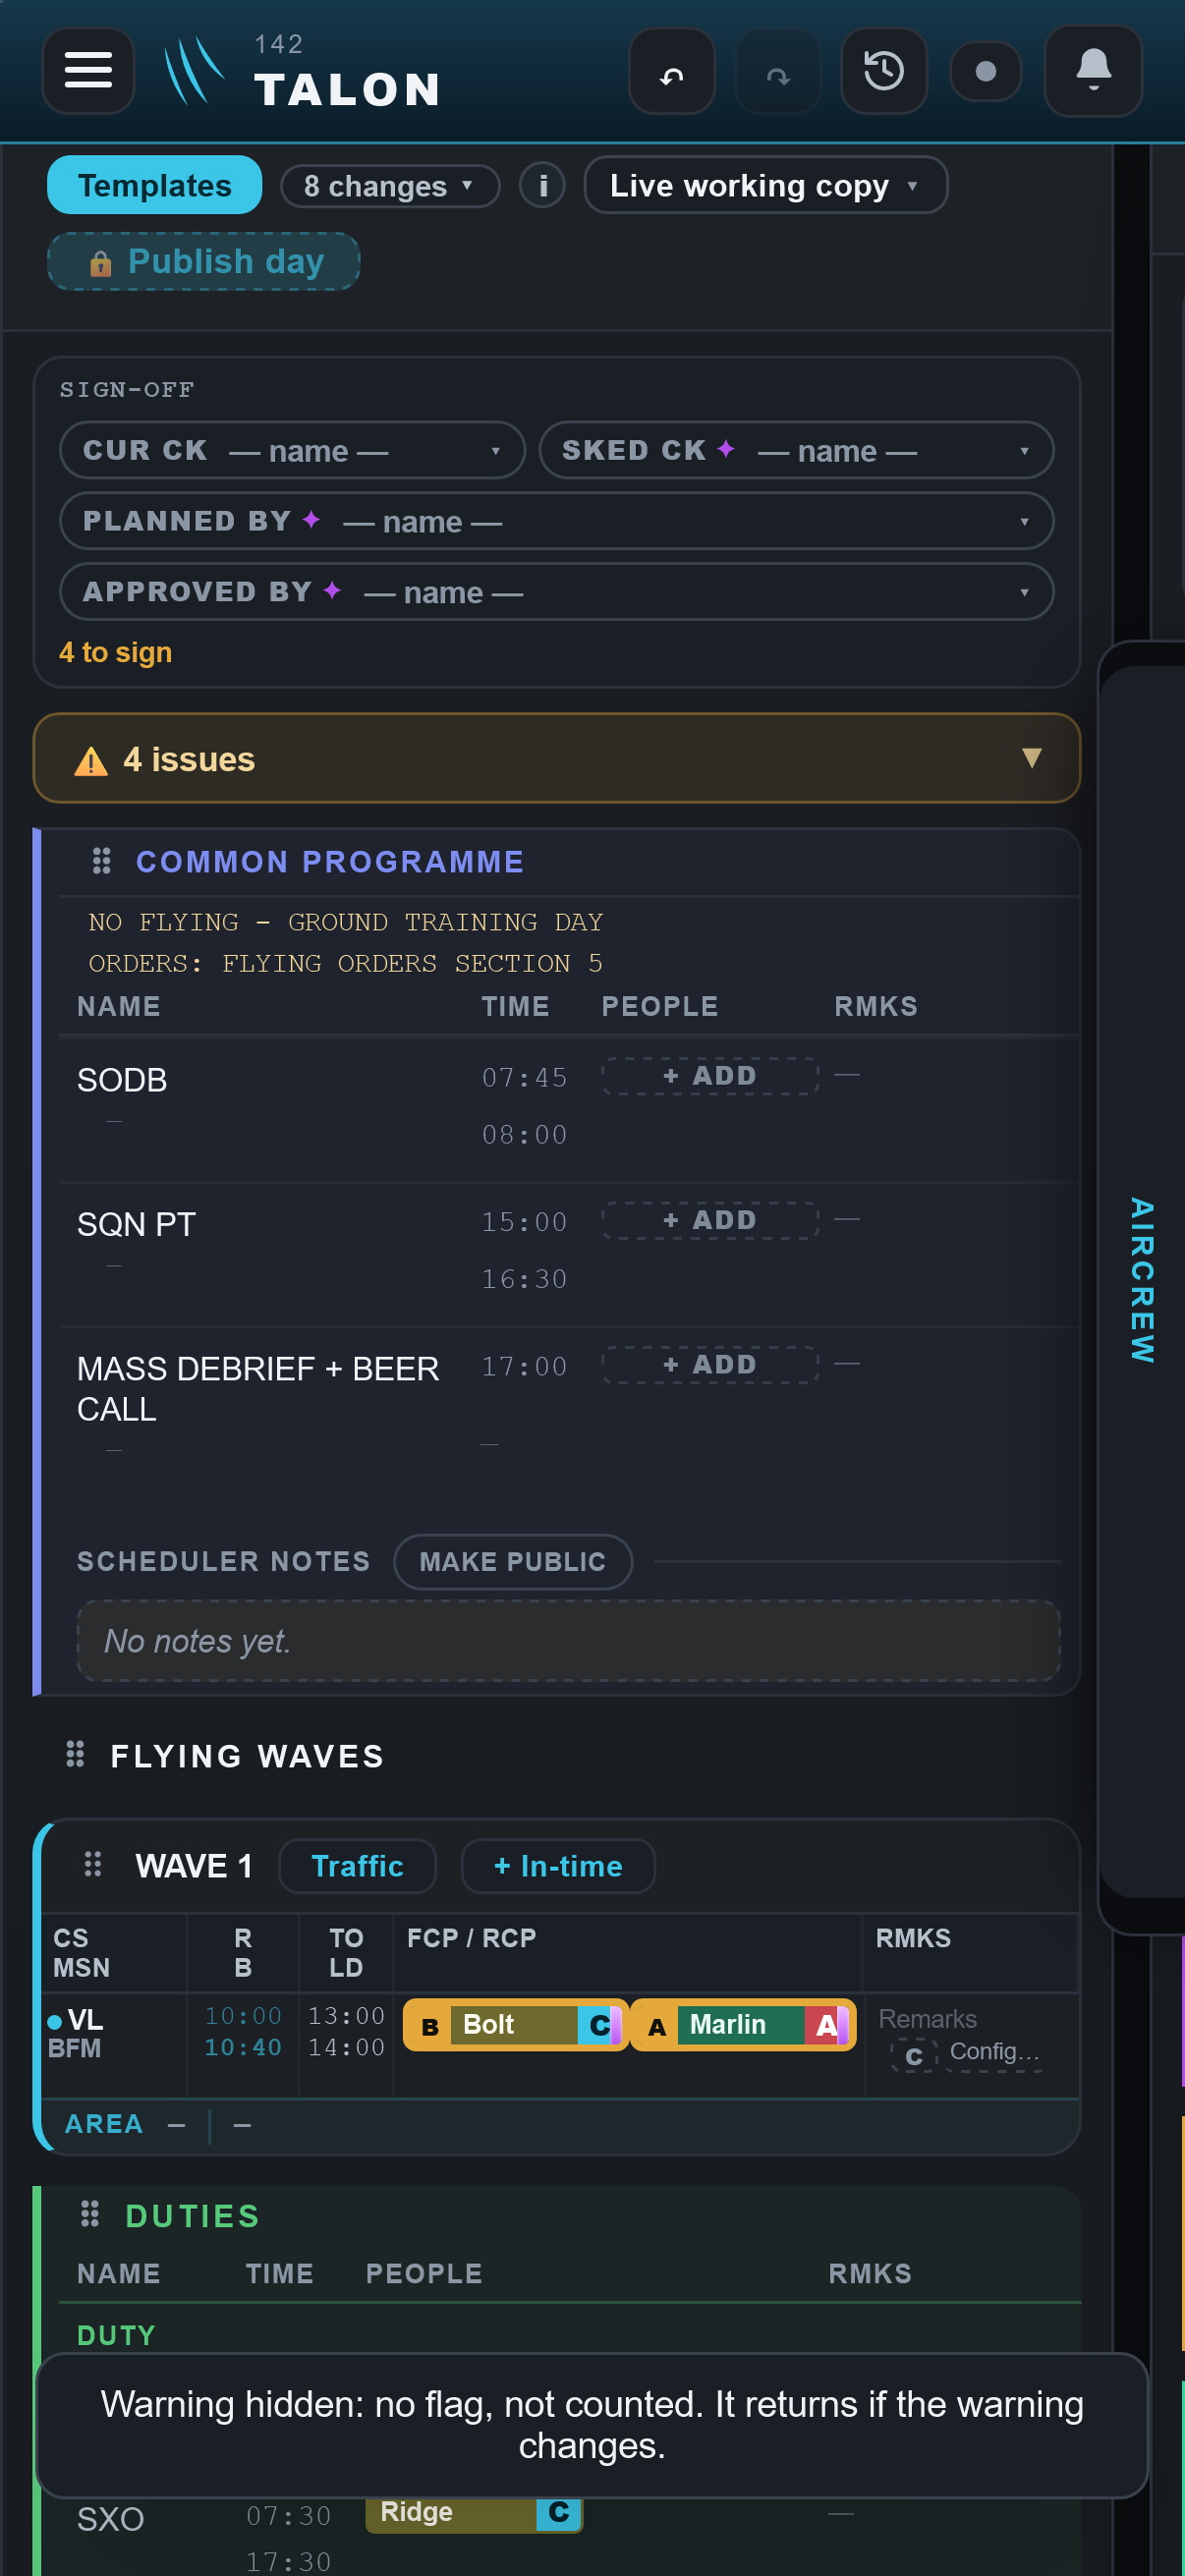 142
TALON
Templates
8 changes
i
Live working copy
Publish day
SIGN-OFF
CUR CK — name —
SKED CK — name —
PLANNED BY — name —
APPROVED BY — name —
4 to sign
4 issues
COMMON PROGRAMME
NO FLYING - GROUND TRAINING DAY
ORDERS: FLYING ORDERS SECTION 5
NAME TIME PEOPLE RMKS
SODB 07:45 + ADD —
— 08:00
SQN PT 15:00 + ADD —
— 16:30
MASS DEBRIEF + BEER 17:00 + ADD —
CALL
— —
SCHEDULER NOTES MAKE PUBLIC
No notes yet.
AIRCREW
FLYING WAVES
WAVE 1 Traffic + In-time
CS R TO FCP / RCP RMKS
MSN B LD
VL 10:00 13:00 B Bolt C A Marlin A Remarks
BFM 10:40 14:00 C Config...
AREA — | —
DUTIES
NAME TIME PEOPLE RMKS
DUTY
Warning hidden: no flag, not counted. It returns if the warning
changes.
SXO 07:30 Ridge C —
17:30